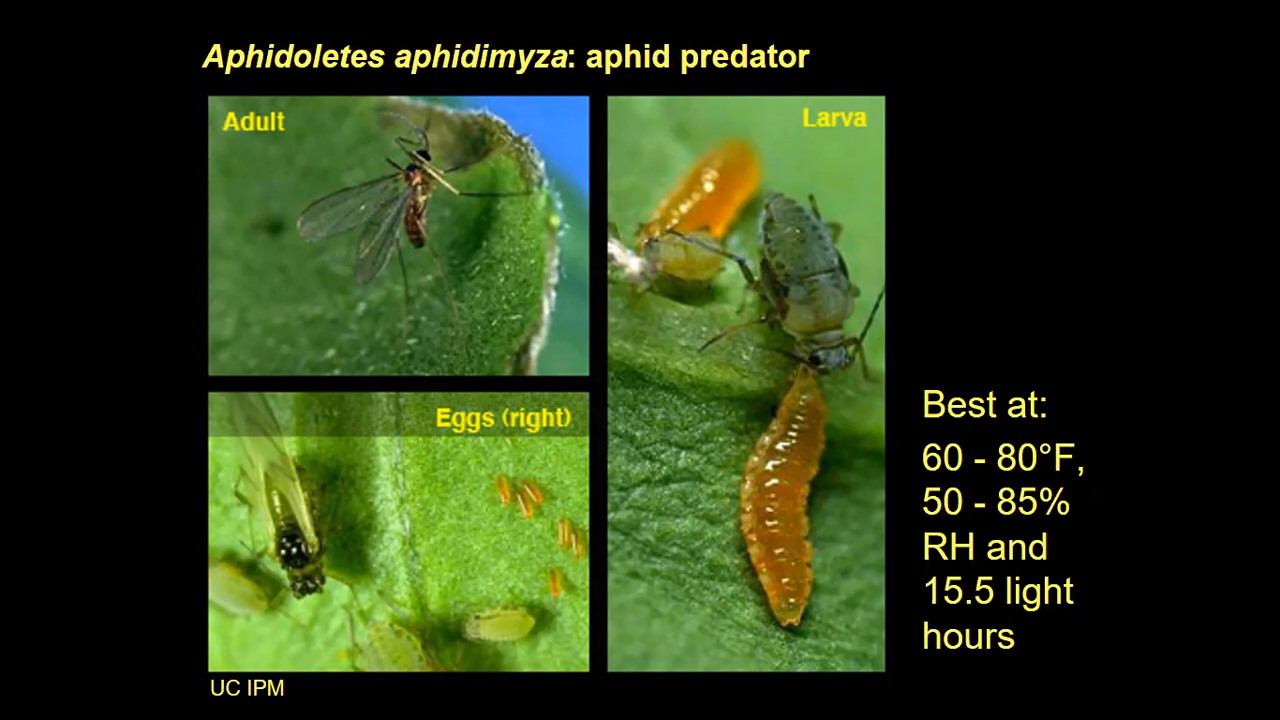 Aphidoletes aphidimyza: aphid predator
Adult
Larva
Eggs (right)
Best at:
60 - 80°F,
50 - 85%
RH and
15.5 light
hours
UC IPM